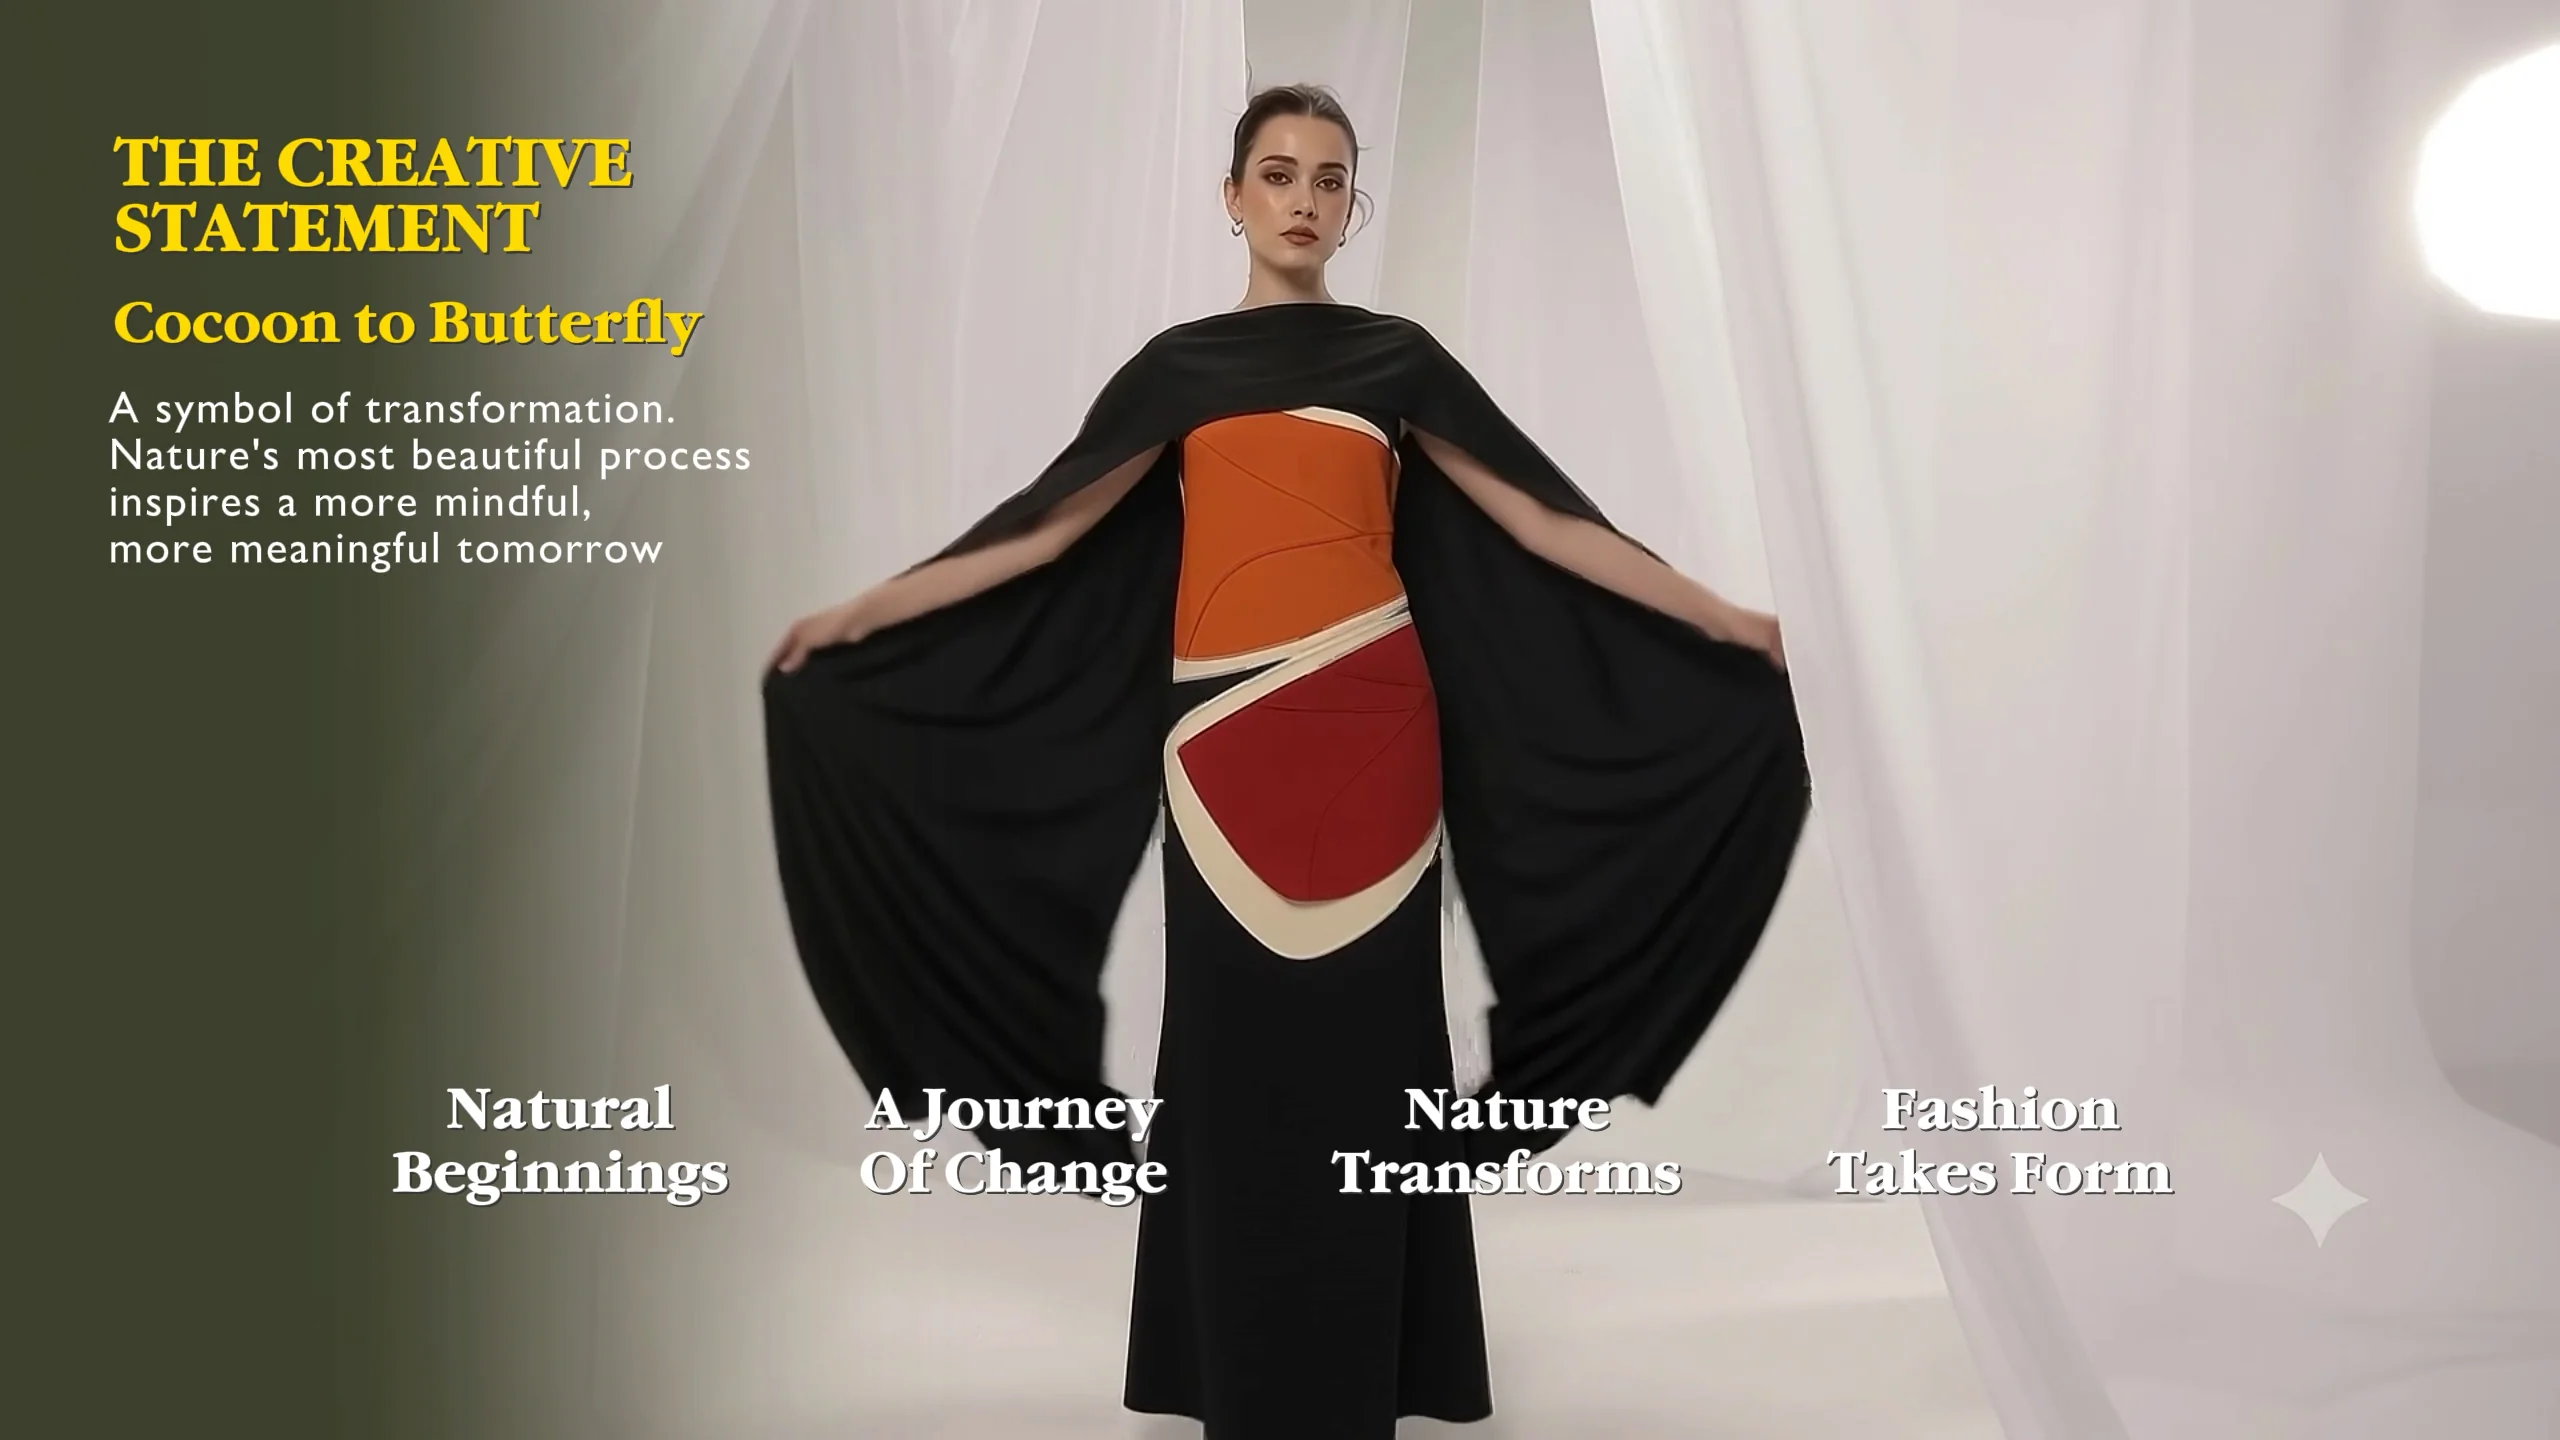 THE CREATIVE
STATEMENT
Cocoon to Butterfly
A symbol of transformation.
Nature's most beautiful process
inspires a more mindful,
more meaningful tomorrow
Natural
Beginnings
A Journey
Of Change
Nature
Transforms
Fashion
Takes Form